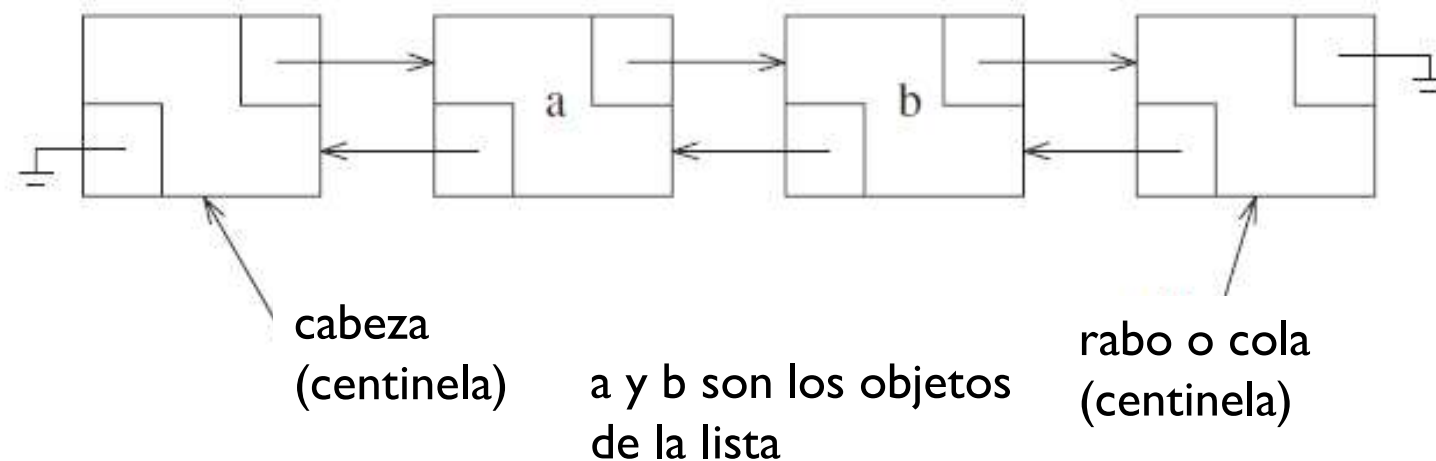 a
b
cabeza
(centinela)
a y b son los objetos
de la lista
rabo o cola
(centinela)